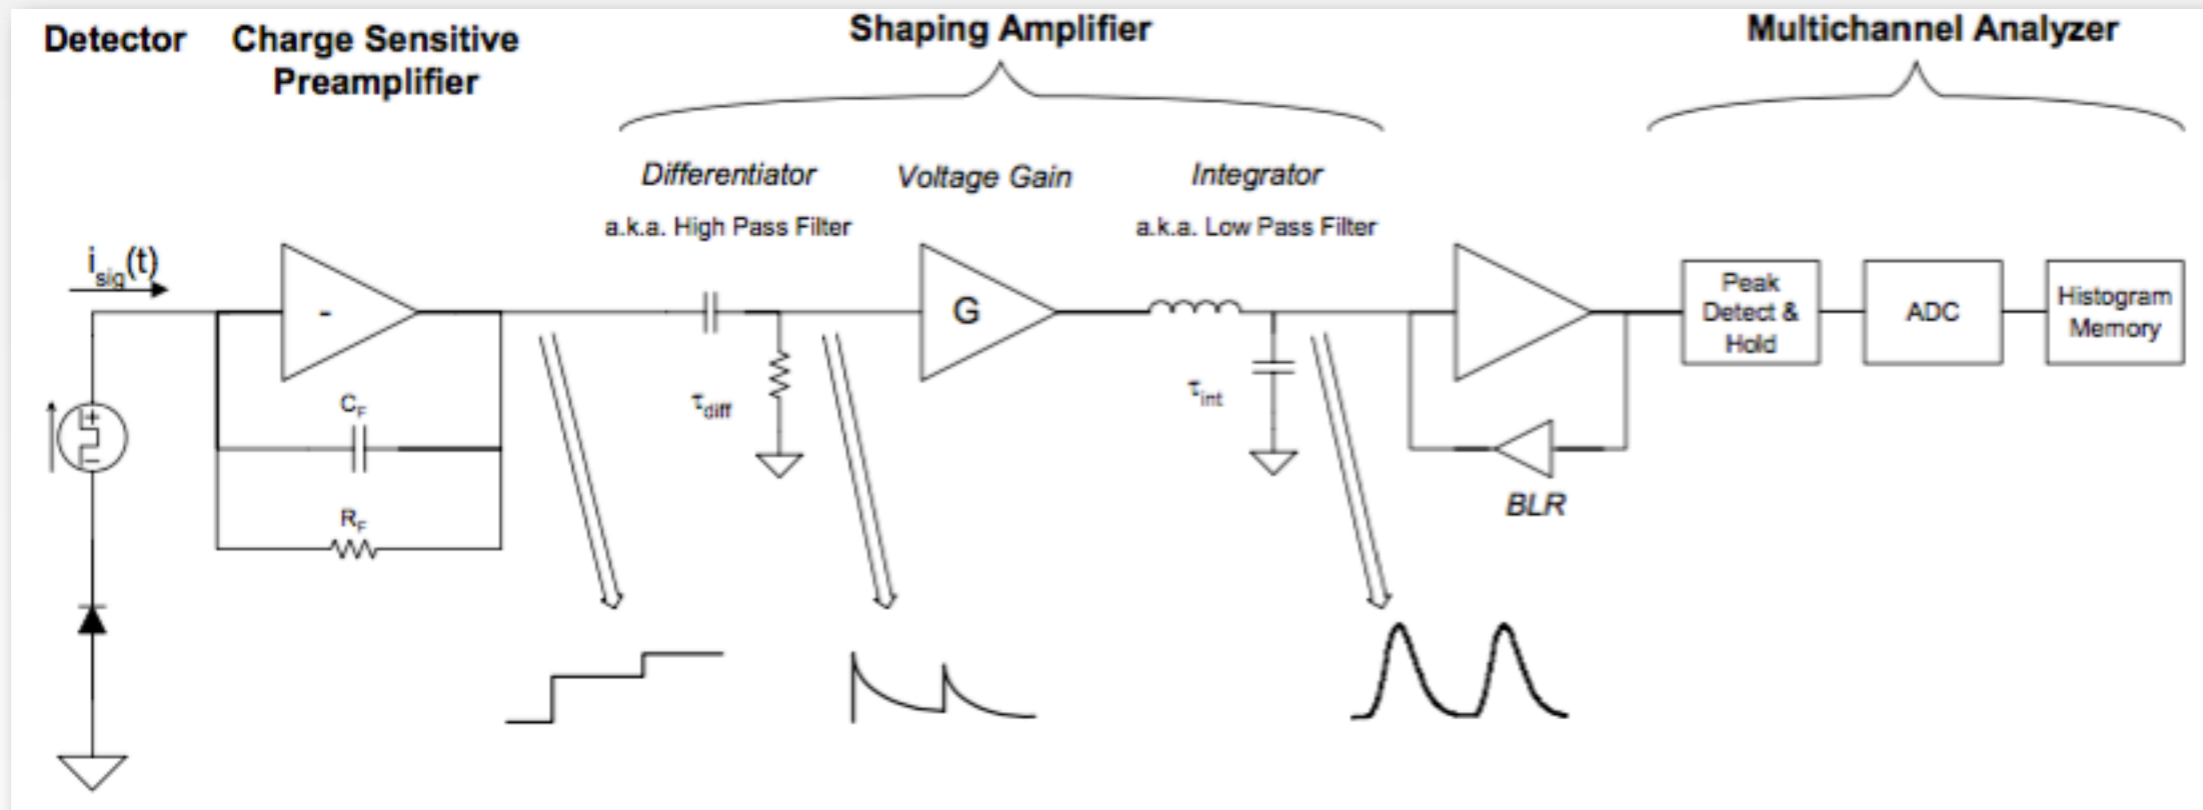 Detector
Charge Sensitive
Preamplifier
Shaping Amplifier
Multichannel Analyzer
Differentiator
a.k.a. High Pass Filter
Voltage Gain
Integrator
a.k.a. Low Pass Filter
i_sig(t)
-
G
Peak
Detect &
Hold
ADC
Histogram
Memory
+
−
C_F
R_F
τ_diff
τ_int
BLR